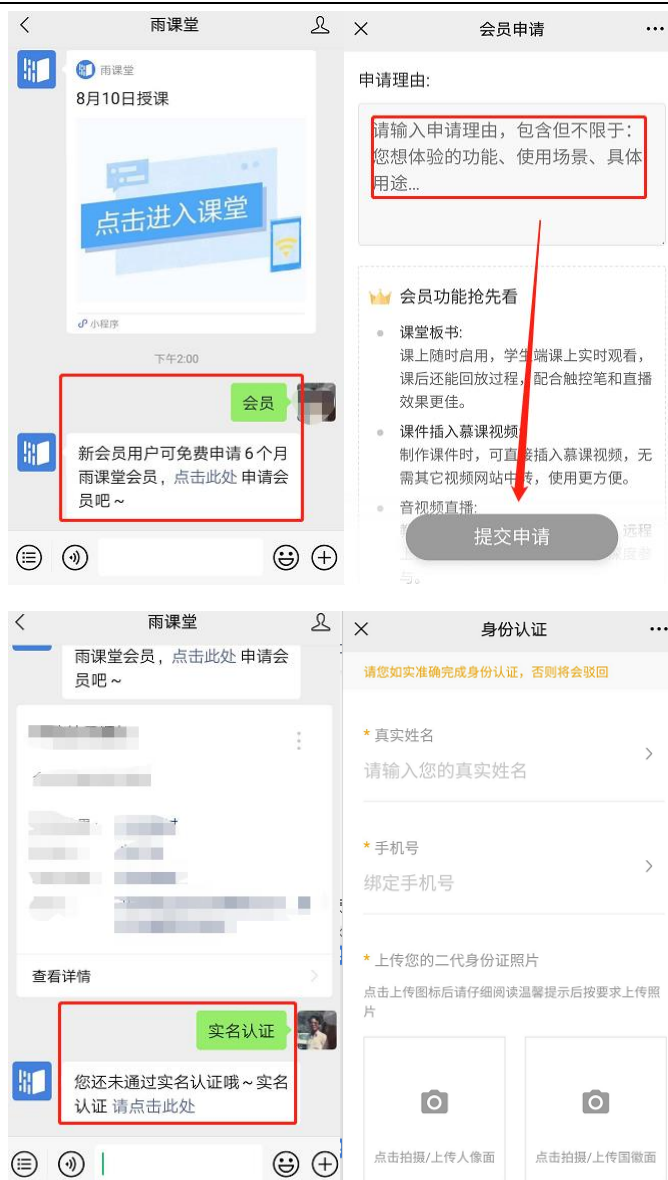 雨课堂
雨课堂
8月10日授课
点击进入课堂
小程序
下午2:00
会员
新会员用户可免费申请6个月
雨课堂会员，点击此处 申请会
员吧～
会员申请
申请理由:
请输入申请理由，包含但不限于：
您想体验的功能、使用场景、具体
用途...
会员功能抢先看
课堂板书:
课上随时启用，学生端课上实时观看，
课后还能回放过程，配合触控笔和直播
效果更佳。
课件插入慕课视频:
制作课件时，可直接插入慕课视频，无
需其它视频网站中转，使用更方便。
音视频直播:
提交申请
远程
深度参
与。
雨课堂
雨课堂会员，点击此处 申请会
员吧～
查看详情
实名认证
您还未通过实名认证哦～实名
认证 请点击此处
身份认证
请您如实准确完成身份认证，否则将会驳回
* 真实姓名
请输入您的真实姓名
* 手机号
绑定手机号
* 上传您的二代身份证照片
点击上传图标后请仔细阅读温馨提示后按要求上传照
片
点击拍摄/上传人像面
点击拍摄/上传国徽面